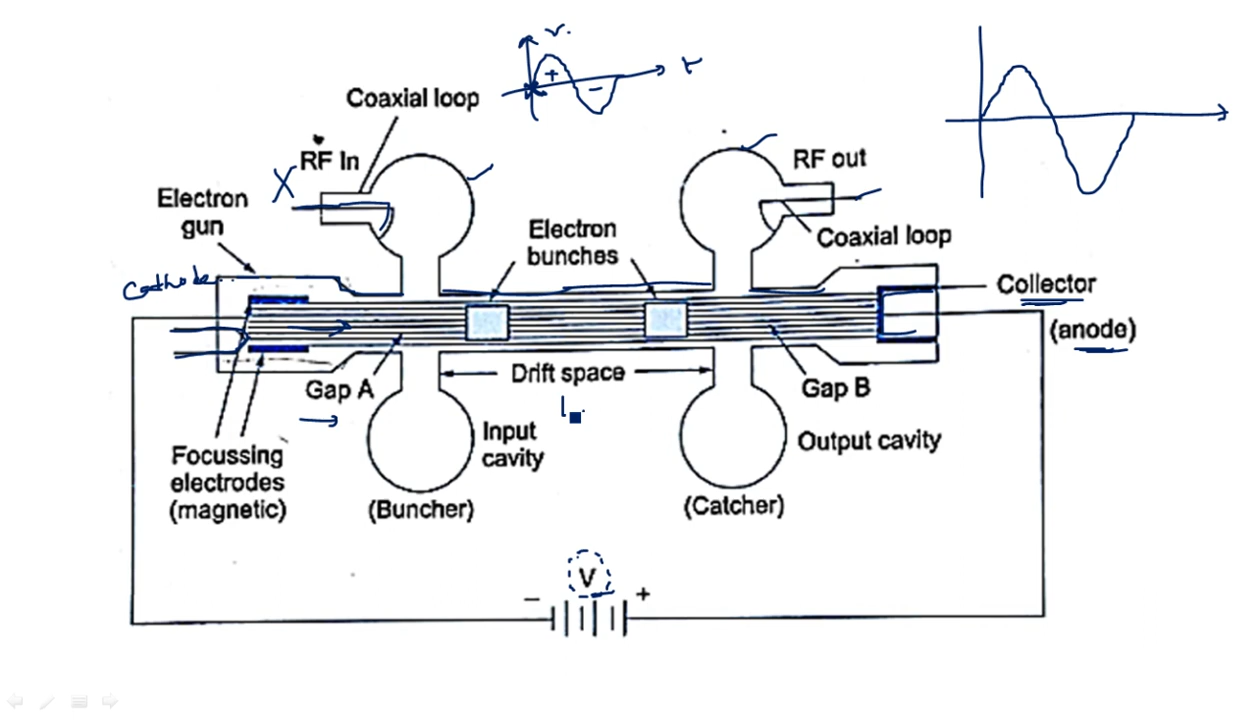 v.
t
+
-
Coaxial loop
RF In
X
RF out
Electron
gun
Electron
bunches
Coaxial loop
Cathode
Collector
(anode)
Gap A
Drift space
Gap B
Input
cavity
Output cavity
Focussing
electrodes
(magnetic)
(Buncher)
(Catcher)
V
-
+